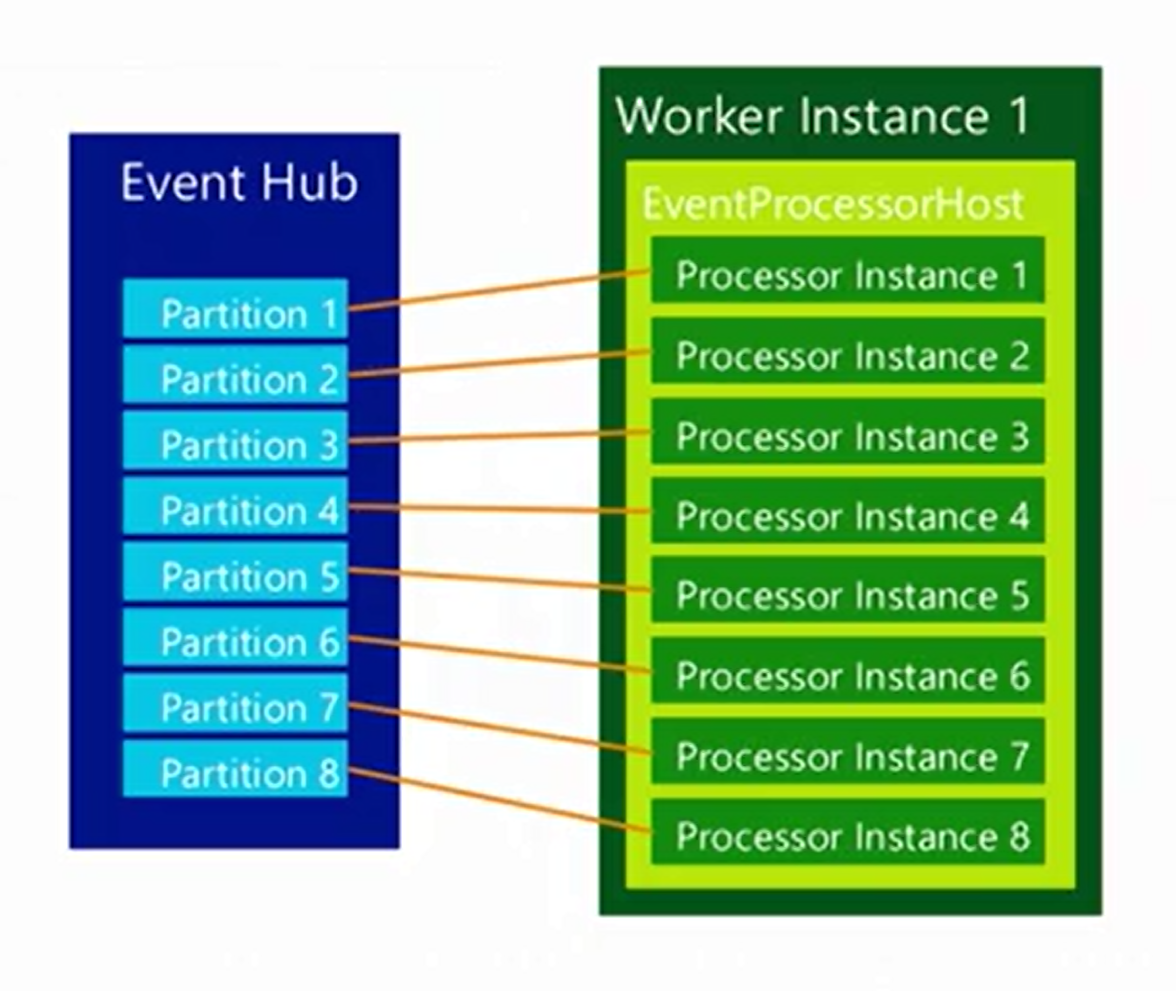 Event Hub
Partition 1
Partition 2
Partition 3
Partition 4
Partition 5
Partition 6
Partition 7
Partition 8
Worker Instance 1
EventProcessorHost
Processor Instance 1
Processor Instance 2
Processor Instance 3
Processor Instance 4
Processor Instance 5
Processor Instance 6
Processor Instance 7
Processor Instance 8